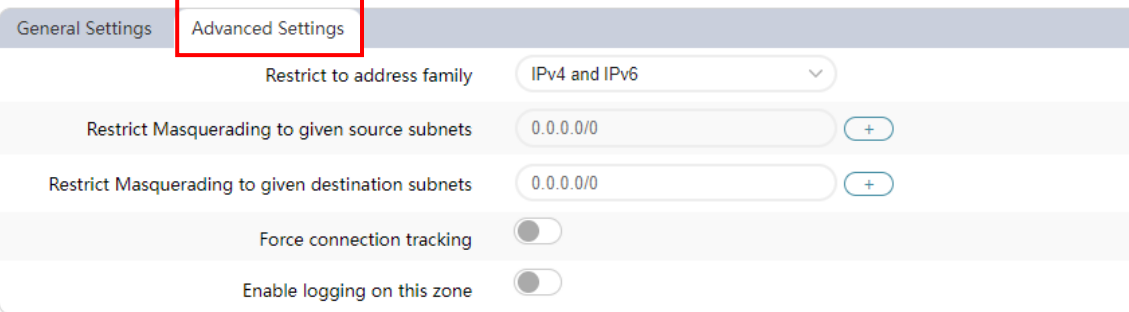 General Settings
Advanced Settings
Restrict to address family
IPv4 and IPv6
Restrict Masquerading to given source subnets
0.0.0.0/0
+
Restrict Masquerading to given destination subnets
0.0.0.0/0
+
Force connection tracking
Enable logging on this zone